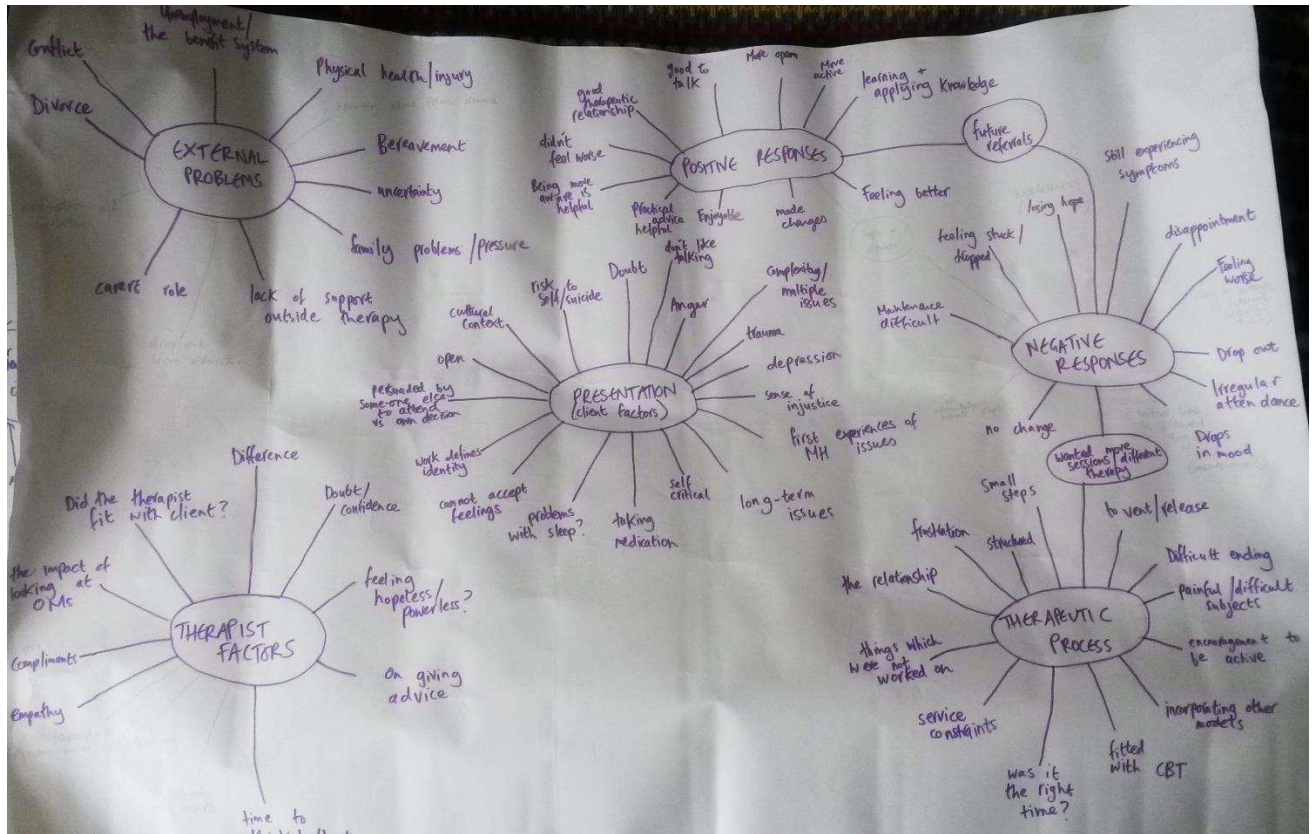 Conflict
Unemployment/
the benefit system
Physical health/injury
Divorce
EXTERNAL
PROBLEMS
Bereavement
uncertainty
family problems/pressure
lack of support
outside therapy
carers role
good to
talk
More open
More
active
learning +
applying knowledge
good
therapeutic
relationship
didn't
feel worse
Being more
aware is
helpful
POSITIVE RESPONSES
Practical
advice
helpful
Enjoyable
made
changes
Feeling better
future
referrals
Still experiencing
symptoms
/losing hope
feeling stuck/
trapped
disappointment
Feeling
worse
Maintenance
difficult
NEGATIVE
RESPONSES
Drop out
Irregular
attendance
Drops
in mood
no change
wanted more
sessions/different
therapy
cultural
context
risk to
self/suicide
Doubt
don't like
talking
Anger
complexity/
multiple
issues
trauma
depression
sense of
injustice
first experiences of
MH issues
long-term
issues
self
critical
taking
medication
problems
with sleep?
cannot accept
feelings
work defines
identity
persuaded by
some-one else
to attend
vs own decision
open
PRESENTATION
(client factors)
Difference
Did the therapist
fit with client?
Doubt/
confidence
the impact of
looking at
OMs
feeling
hopeless/
powerless?
THERAPIST
FACTORS
Compliments
empathy
On giving
advice
time to
Small
steps
structured
frustration
to vent/release
Difficult ending
the relationship
painful/difficult
subjects
THERAPEUTIC
PROCESS
things which
were not
worked on
encouragement to
be active
service
constraints
incorporating other
models
fitted
with CBT
was it
the right
time?